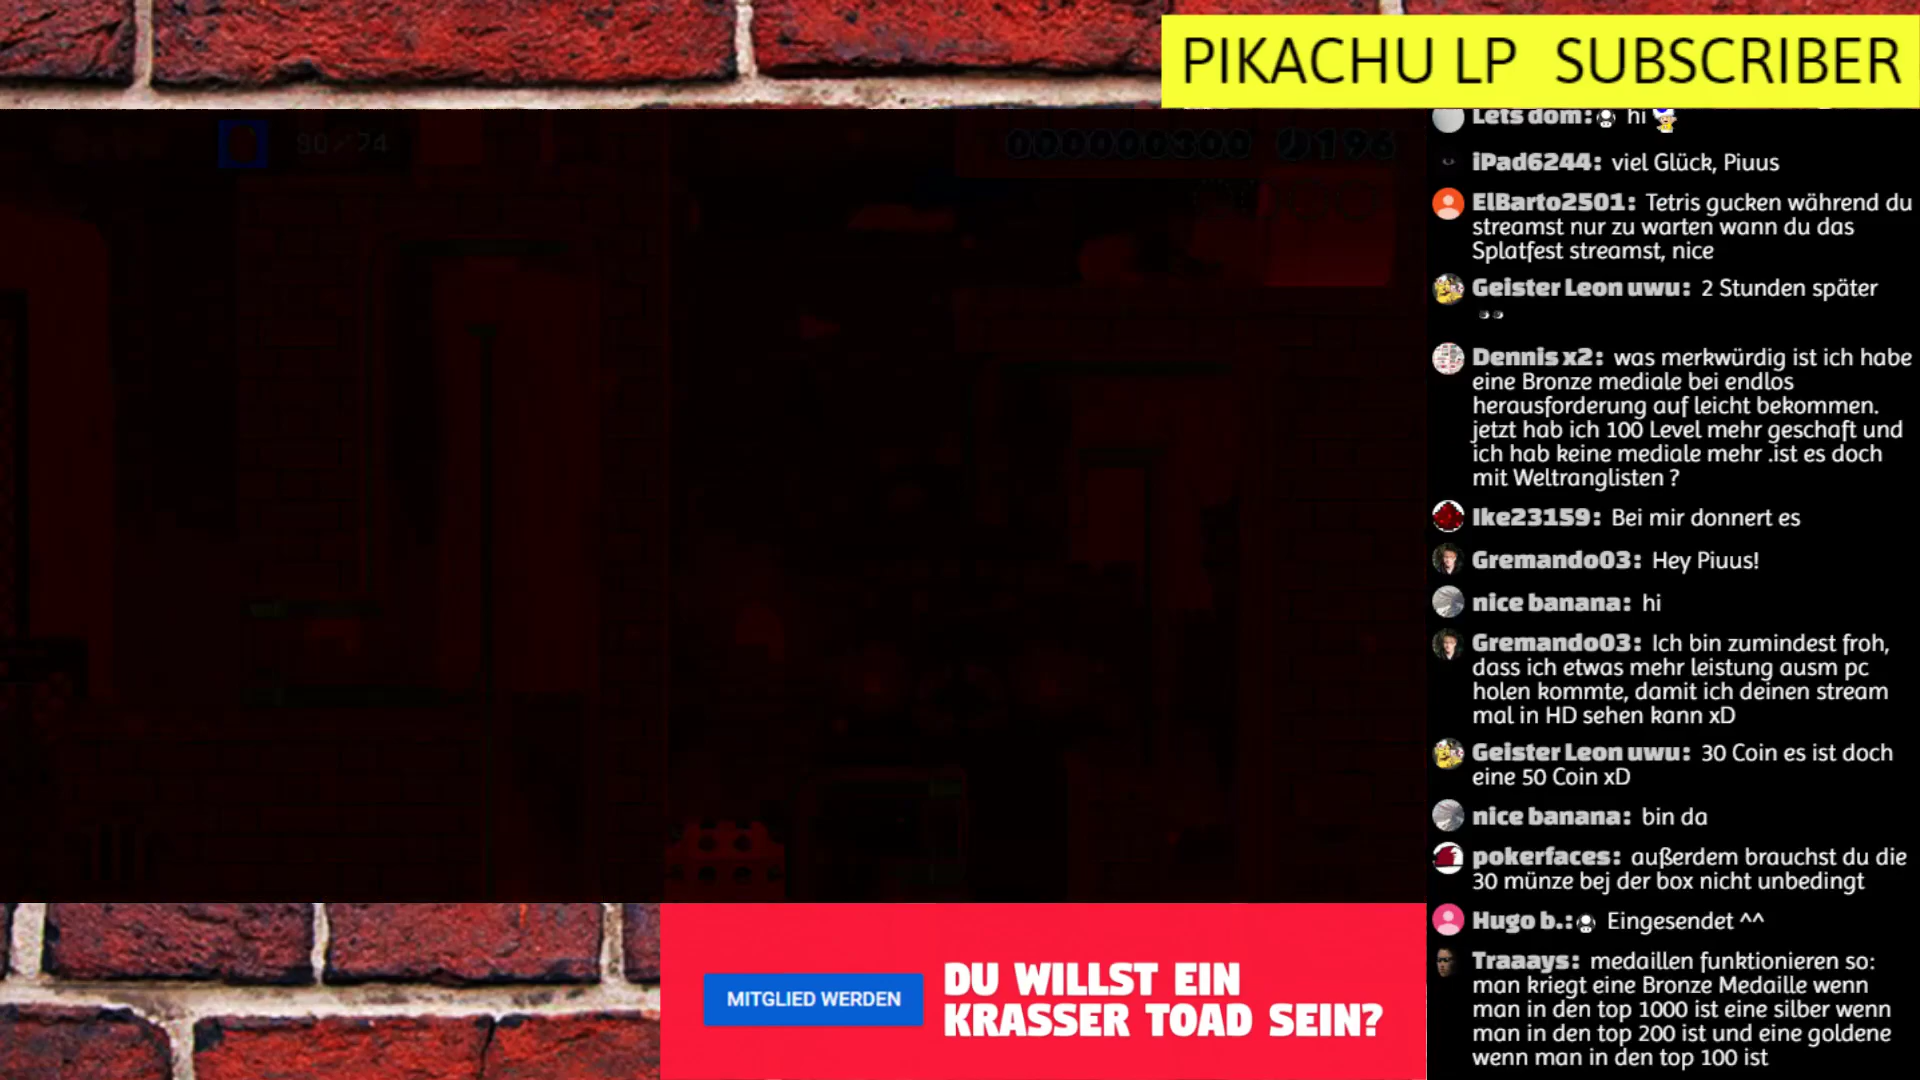 PIKACHU LP SUBSCRIBER
90/74
000000300 196
Lets dom: hi
iPad6244: viel Glück, Piuus
ElBarto2501: Tetris gucken während du
streamst nur zu warten wann du das
Splatfest streamst, nice
Geister Leon uwu: 2 Stunden später
Dennis x2: was merkwürdig ist ich habe
eine Bronze mediale bei endlos
herausforderung auf leicht bekommen.
jetzt hab ich 100 Level mehr geschaft und
ich hab keine mediale mehr .ist es doch
mit Weltranglisten ?
Ike23159: Bei mir donnert es
Gremando03: Hey Piuus!
nice banana: hi
Gremando03: Ich bin zumindest froh,
dass ich etwas mehr leistung ausm pc
holen kommte, damit ich deinen stream
mal in HD sehen kann xD
Geister Leon uwu: 30 Coin es ist doch
eine 50 Coin xD
nice banana: bin da
pokerfaces: außerdem brauchst du die
30 münze bej der box nicht unbedingt
Hugo b.: Eingesendet ^^
Traaays: medaillen funktionieren so:
man kriegt eine Bronze Medaille wenn
man in den top 1000 ist eine silber wenn
man in den top 200 ist und eine goldene
wenn man in den top 100 ist
MITGLIED WERDEN
DU WILLST EIN
KRASSER TOAD SEIN?